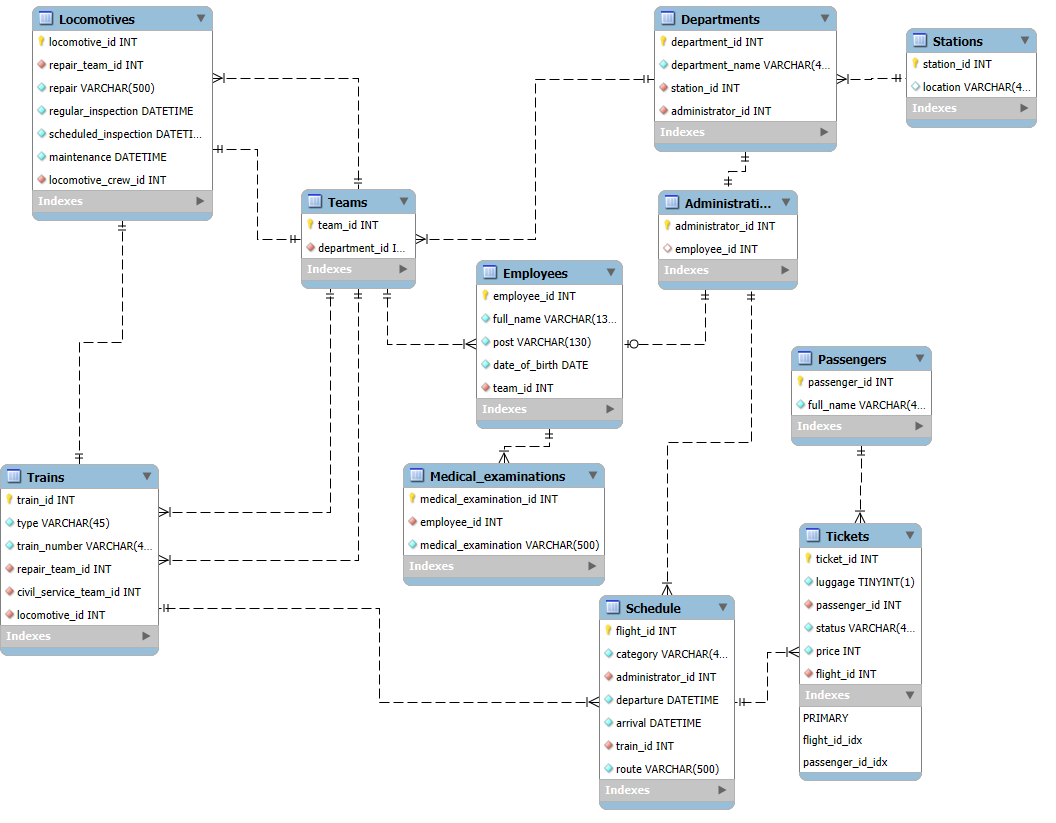 Locomotives
locomotive_id INT
repair_team_id INT
repair VARCHAR(500)
regular_inspection DATETIME
scheduled_inspection DATETI...
maintenance DATETIME
locomotive_crew_id INT
Indexes
Departments
department_id INT
department_name VARCHAR(4...
station_id INT
administrator_id INT
Indexes
Stations
station_id INT
location VARCHAR(4...
Indexes
Teams
team_id INT
department_id I...
Indexes
Administrati...
administrator_id INT
employee_id INT
Indexes
Employees
employee_id INT
full_name VARCHAR(13...
post VARCHAR(130)
date_of_birth DATE
team_id INT
Indexes
Passengers
passenger_id INT
full_name VARCHAR(4...
Indexes
Trains
train_id INT
type VARCHAR(45)
train_number VARCHAR(4...
repair_team_id INT
civil_service_team_id INT
locomotive_id INT
Indexes
Medical_examinations
medical_examination_id INT
employee_id INT
medical_examination VARCHAR(500)
Indexes
Schedule
flight_id INT
category VARCHAR(4...
administrator_id INT
departure DATETIME
arrival DATETIME
train_id INT
route VARCHAR(500)
Indexes
Tickets
ticket_id INT
luggage TINYINT(1)
passenger_id INT
status VARCHAR(4...
price INT
flight_id INT
Indexes
PRIMARY
flight_id_idx
passenger_id_idx